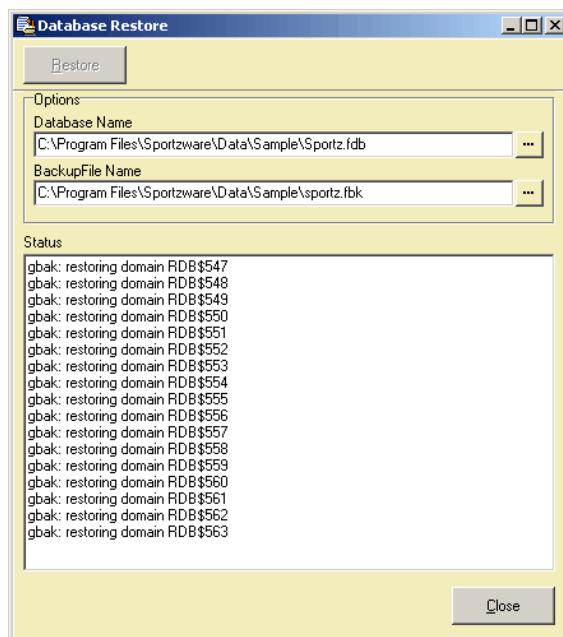 Database Restore
Restore
Options
Database Name
C:\Program Files\Sportzware\Data\Sample\Sportz.fdb
...
BackupFile Name
C:\Program Files\Sportzware\Data\Sample\sportz.fbk
...
Status
gbak: restoring domain RDB$547
gbak: restoring domain RDB$548
gbak: restoring domain RDB$549
gbak: restoring domain RDB$550
gbak: restoring domain RDB$551
gbak: restoring domain RDB$552
gbak: restoring domain RDB$553
gbak: restoring domain RDB$554
gbak: restoring domain RDB$555
gbak: restoring domain RDB$556
gbak: restoring domain RDB$557
gbak: restoring domain RDB$558
gbak: restoring domain RDB$559
gbak: restoring domain RDB$560
gbak: restoring domain RDB$561
gbak: restoring domain RDB$562
gbak: restoring domain RDB$563
Close